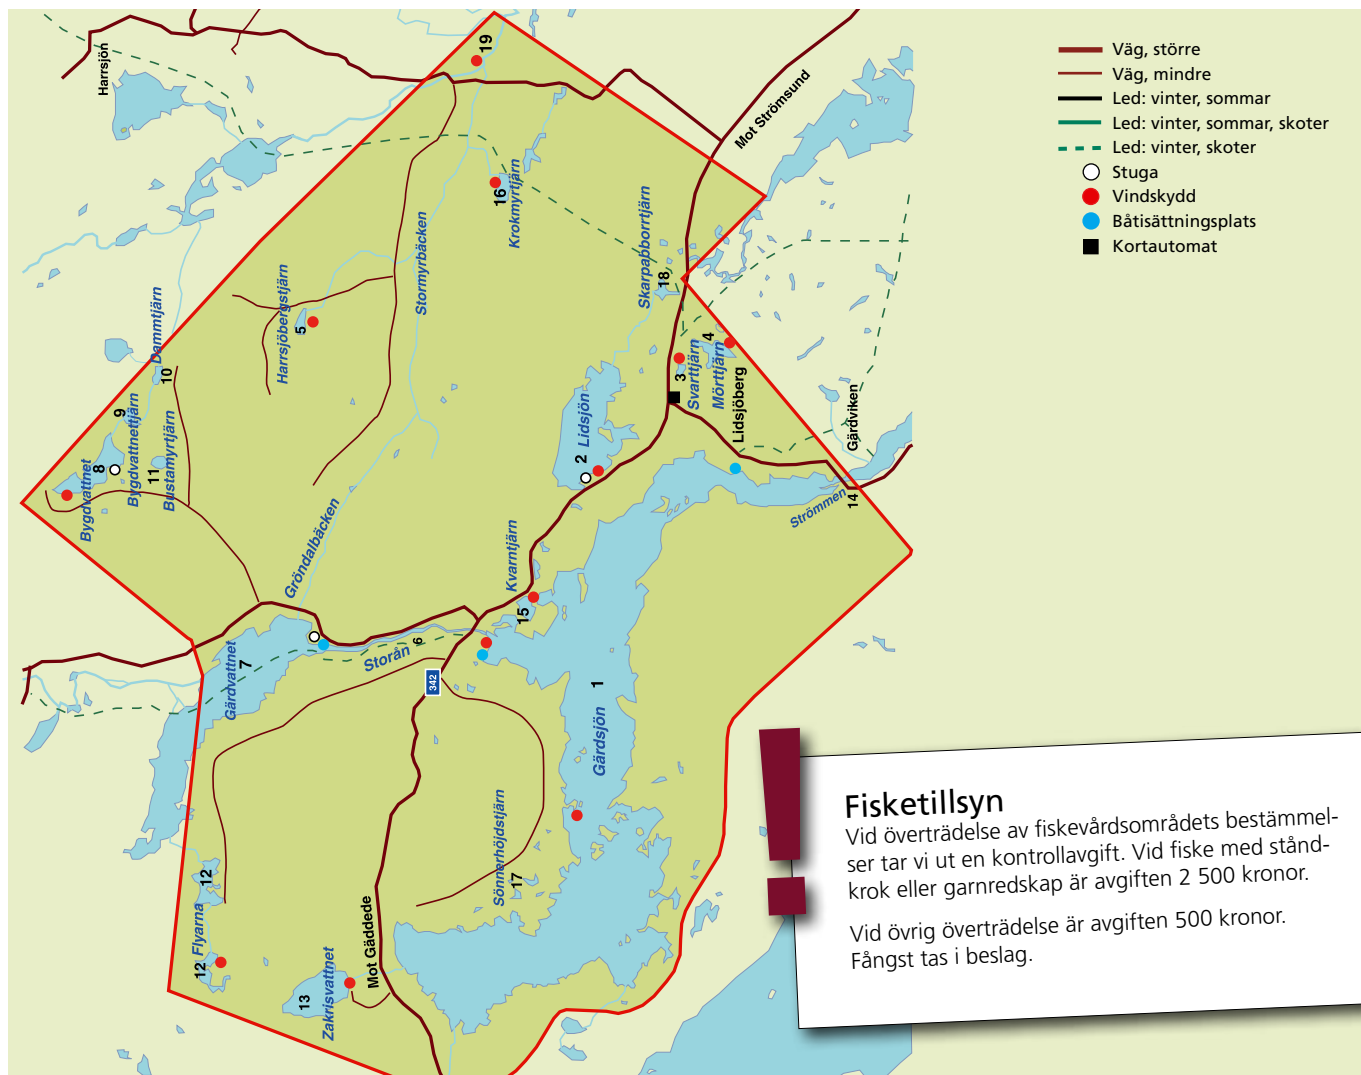 Väg, större
Väg, mindre
Led: vinter, sommar
Led: vinter, sommar, skoter
Led: vinter, skoter
Stuga
Vindskydd
Båtisättningsplats
Kortautomat
Harrsjön
19
Mot Strömsund
16
Krokmyrtjärn
Stormyrbäcken
Skarpabborrtjärn
18
Harrsjöbergstjärn
5
Dammtjärn
10
9
Bygdvattnettjärn
8
Bygdvattnet
11
Bustamyrtjärn
4
3
Svarttjärn
Mörttjärn
Lidsjöberg
Gärdviken
2
Lidsjön
Strömmen
14
Gröndalbäcken
Kvarntjärn
15
6
Storån
7
Gärdvattnet
342
1
Gärdsjön
Sönnerhöjdstjärn
17
12
Flyarna
12
Mot Gäddede
13
Zakrisvattnet
Fisketillsyn
Vid överträdelse av fiskevårdsområdets bestämmel-
ser tar vi ut en kontrollavgift. Vid fiske med stånd-
krok eller garnredskap är avgiften 2 500 kronor.
Vid övrig överträdelse är avgiften 500 kronor.
Fångst tas i beslag.